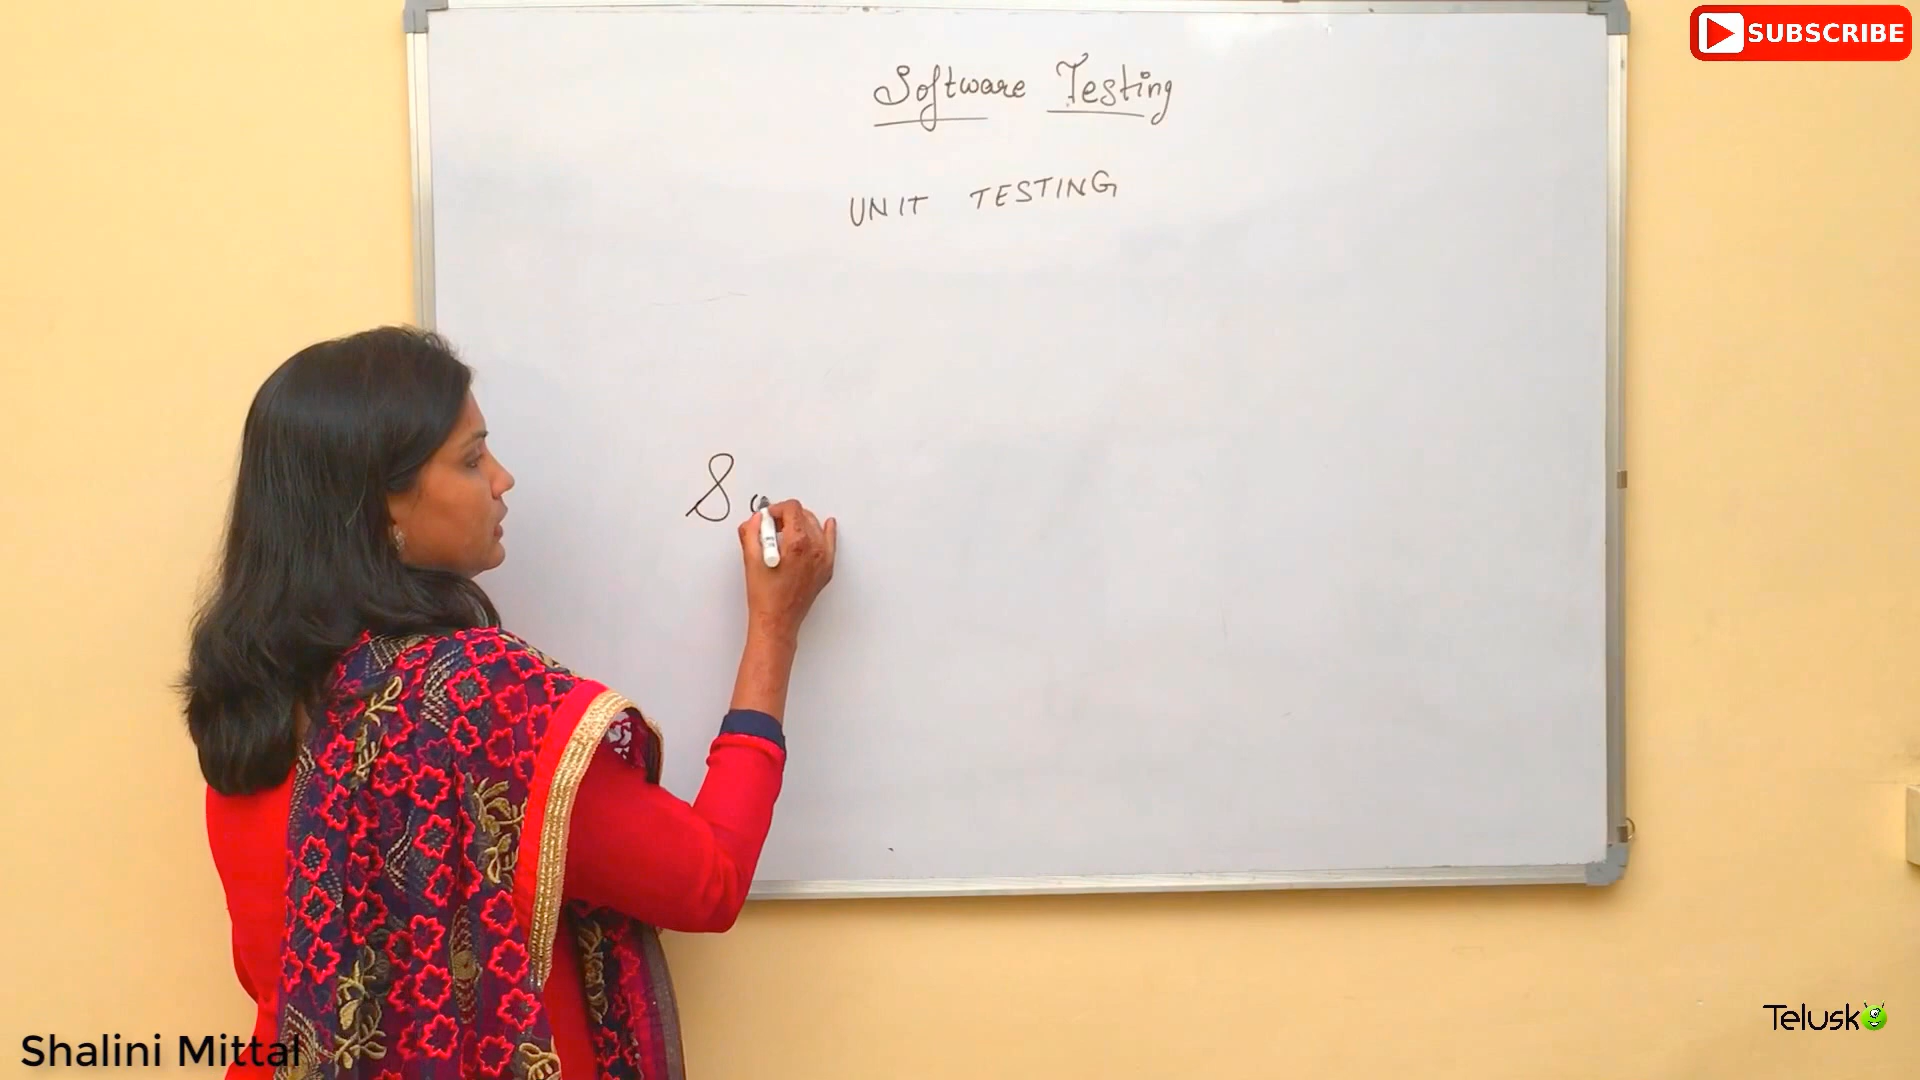 SUBSCRIBE
Software Testing
UNIT TESTING
S
Shalini Mittal
Telusko